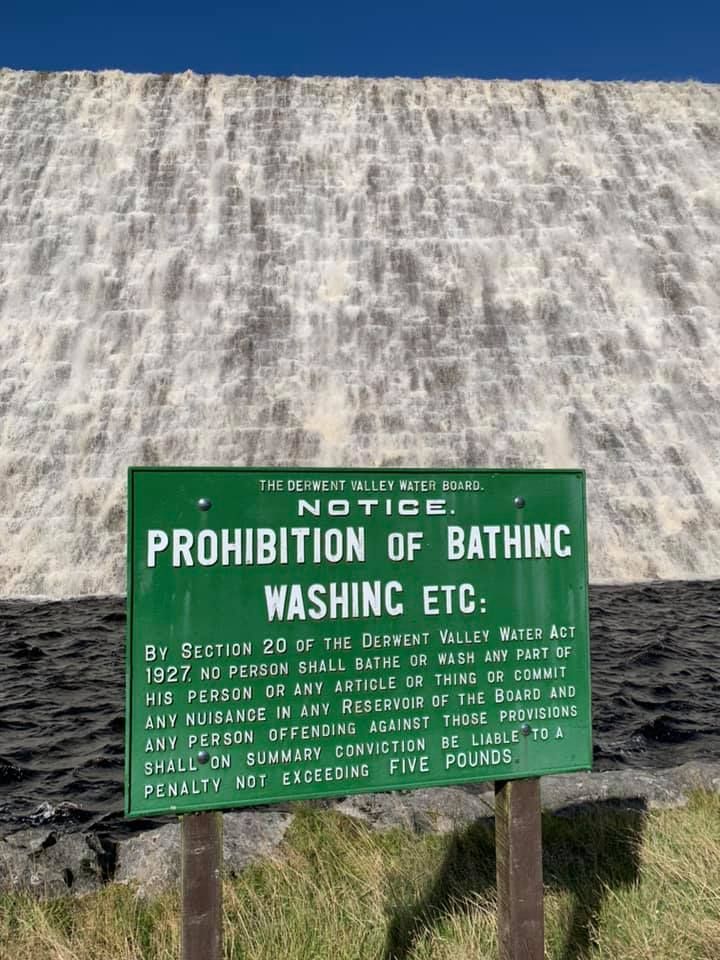 THE DERWENT VALLEY WATER BOARD.
NOTICE.
PROHIBITION OF BATHING
WASHING ETC:
BY SECTION 20 OF THE DERWENT VALLEY WATER ACT
1927, NO PERSON SHALL BATHE OR WASH ANY PART OF
HIS PERSON OR ANY ARTICLE OR THING OR COMMIT
ANY NUISANCE IN ANY RESERVOIR OF THE BOARD AND
ANY PERSON OFFENDING AGAINST THOSE PROVISIONS
SHALL ON SUMMARY CONVICTION BE LIABLE TO A
PENALTY NOT EXCEEDING FIVE POUNDS.